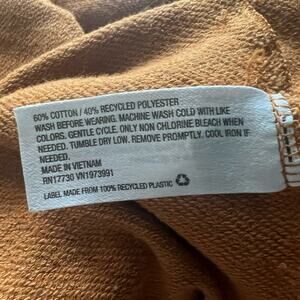 60% COTTON / 40% RECYCLED POLYESTER
WASH BEFORE WEARING. MACHINE WASH COLD WITH LIKE
COLORS. GENTLE CYCLE. ONLY NON CHLORINE BLEACH WHEN
NEEDED. TUMBLE DRY LOW. REMOVE PROMPTLY. COOL IRON IF
NEEDED.
MADE IN VIETNAM
RN17730 VN1973991
LABEL MADE FROM 100% RECYCLED PLASTIC